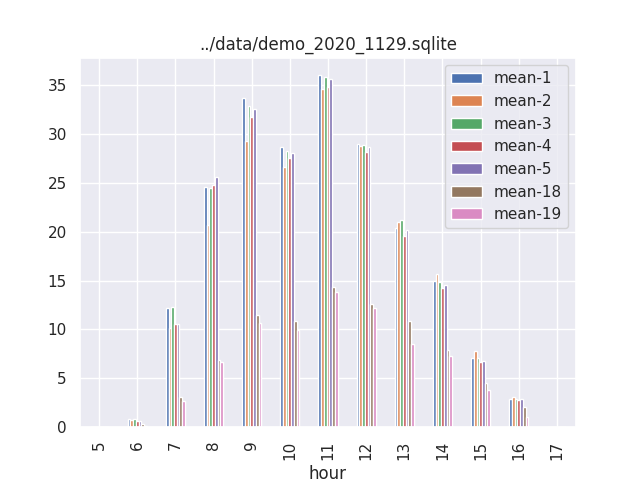 ../data/demo_2020_1129.sqlite
mean-1
mean-2
mean-3
mean-4
mean-5
mean-18
mean-19
35
30
25
20
15
10
5
0
5 6 7 8 9 10 11 12 13 14 15 16 17
hour